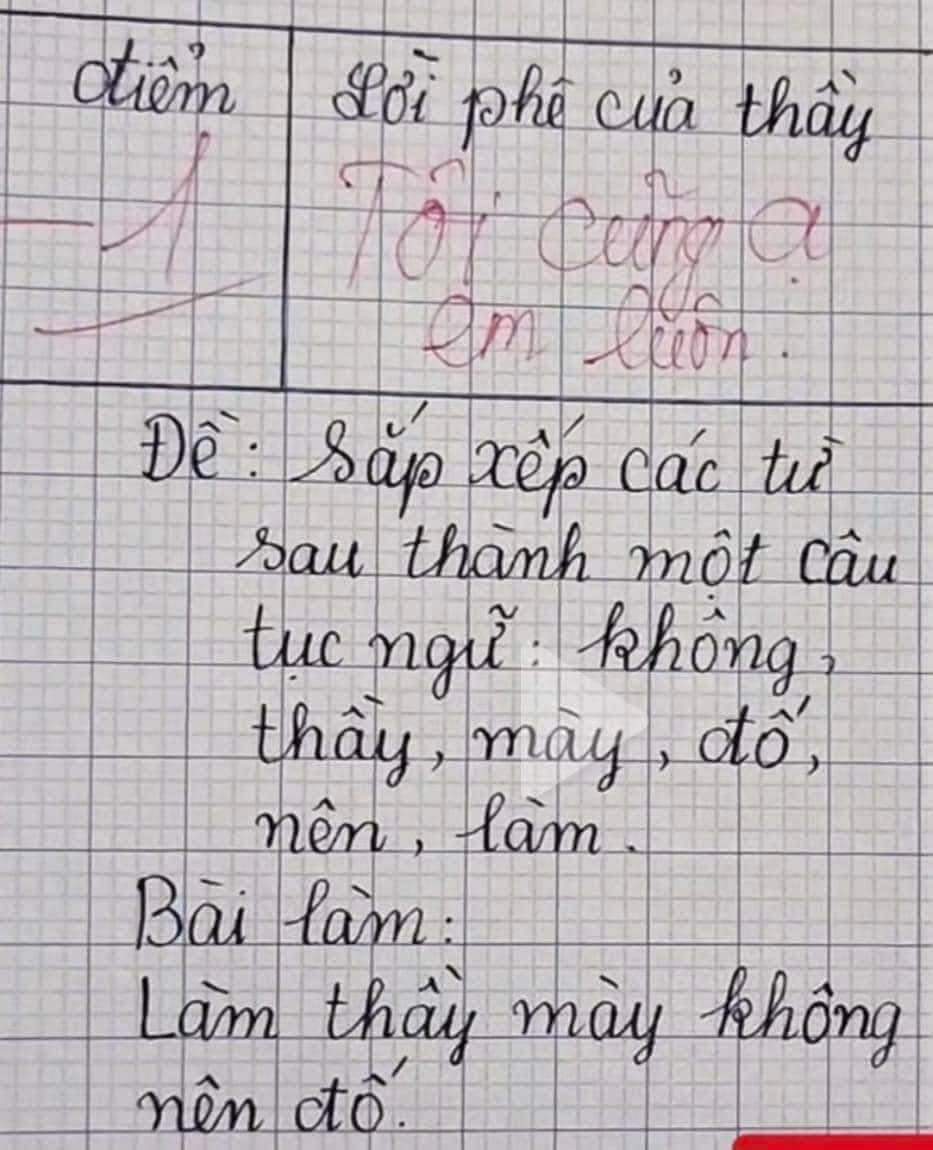 điểm
Lời phê của thầy
-1
Tôi cũng ạ
em luôn.
Đề: Sắp xếp các từ
sau thành một câu
tục ngữ: không,
thầy, mày, đố,
nên, làm.
Bài làm:
Làm thầy mày không
nên đố.